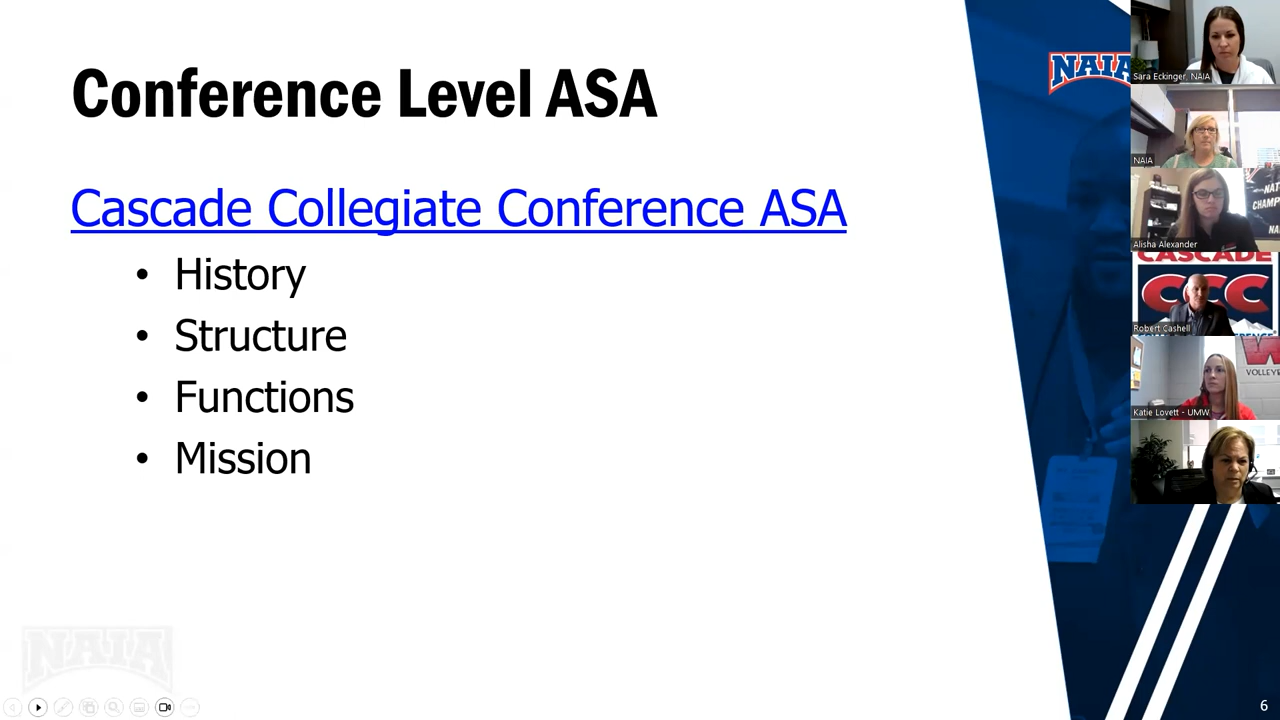 Conference Level ASA
Cascade Collegiate Conference ASA
• History
• Structure
• Functions
• Mission
NAIA
NAIA
6
Sara Eckinger, NAIA
NAIA
Alisha Alexander
CASCADE
CCC
Robert Cashell
Katie Lovett - UMW